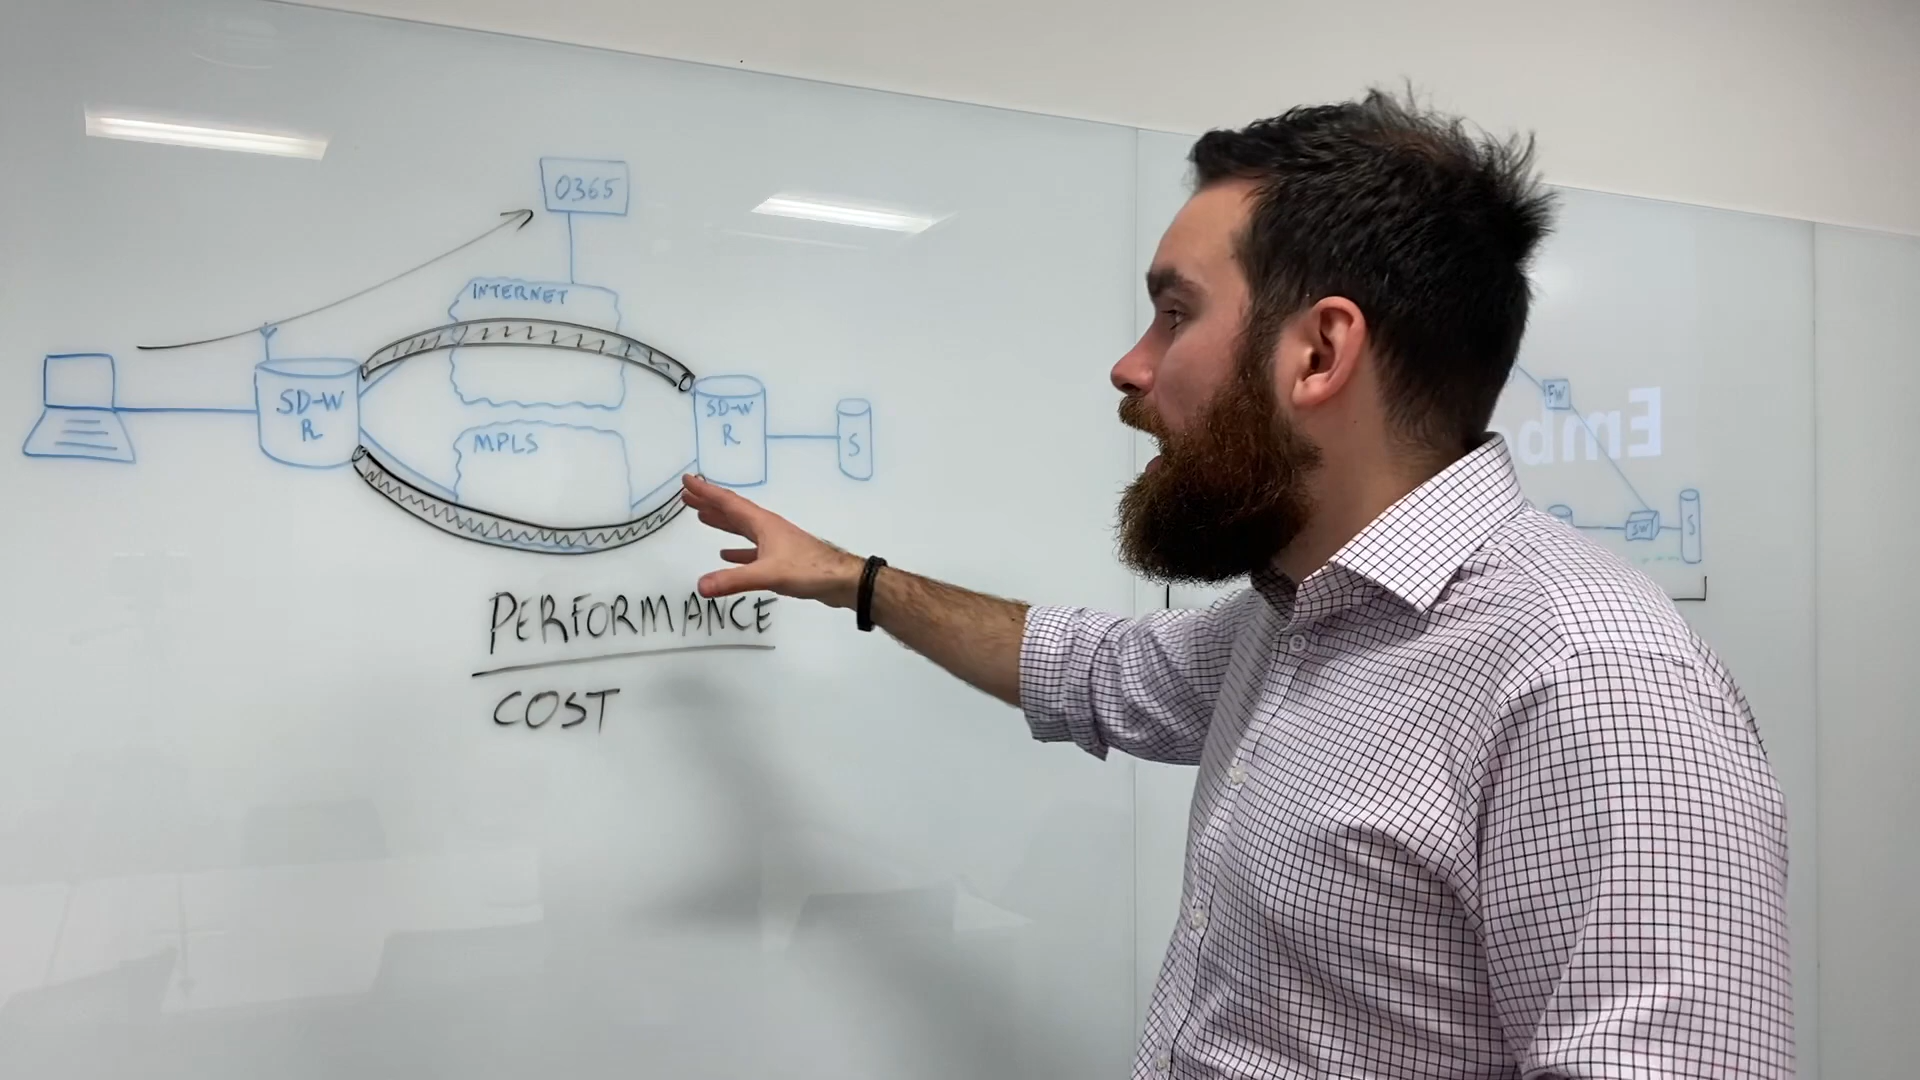 O365
INTERNET
SD-W
R
SD-W
R
MPLS
S
PERFORMANCE
COST
FW
SW
S